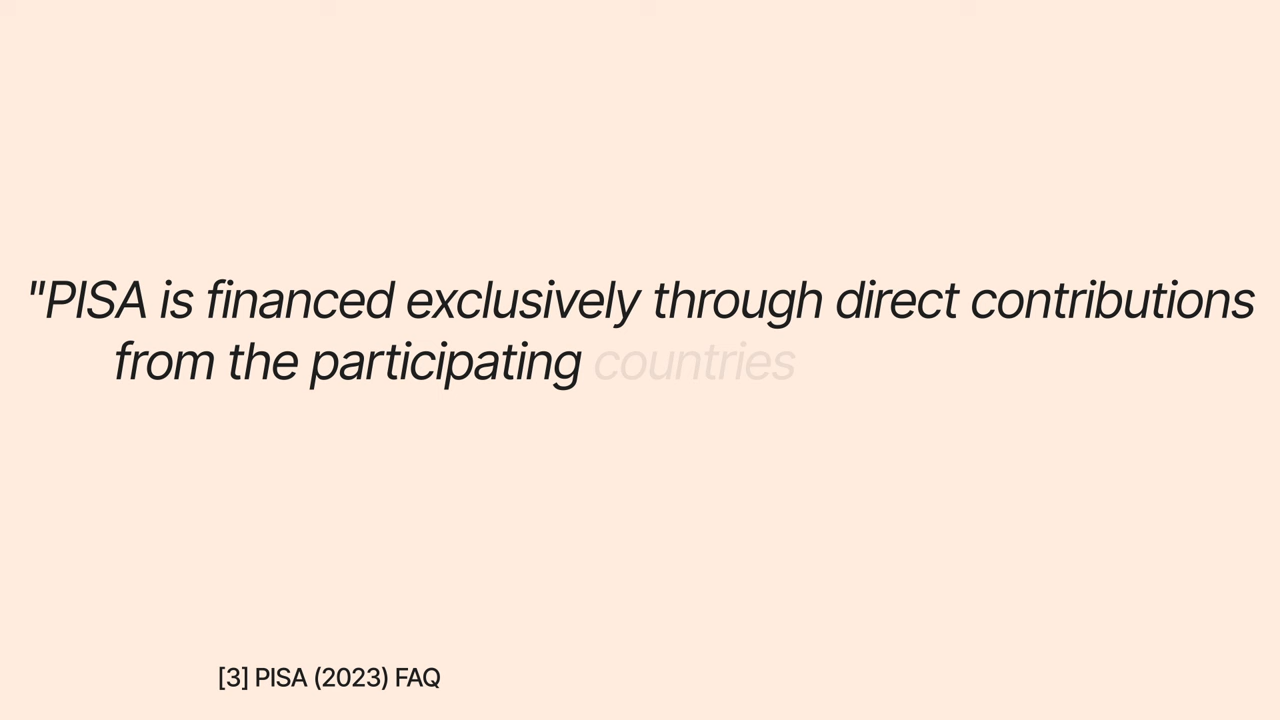 "PISA is financed exclusively through direct contributions
from the participating countries
[3] PISA (2023) FAQ